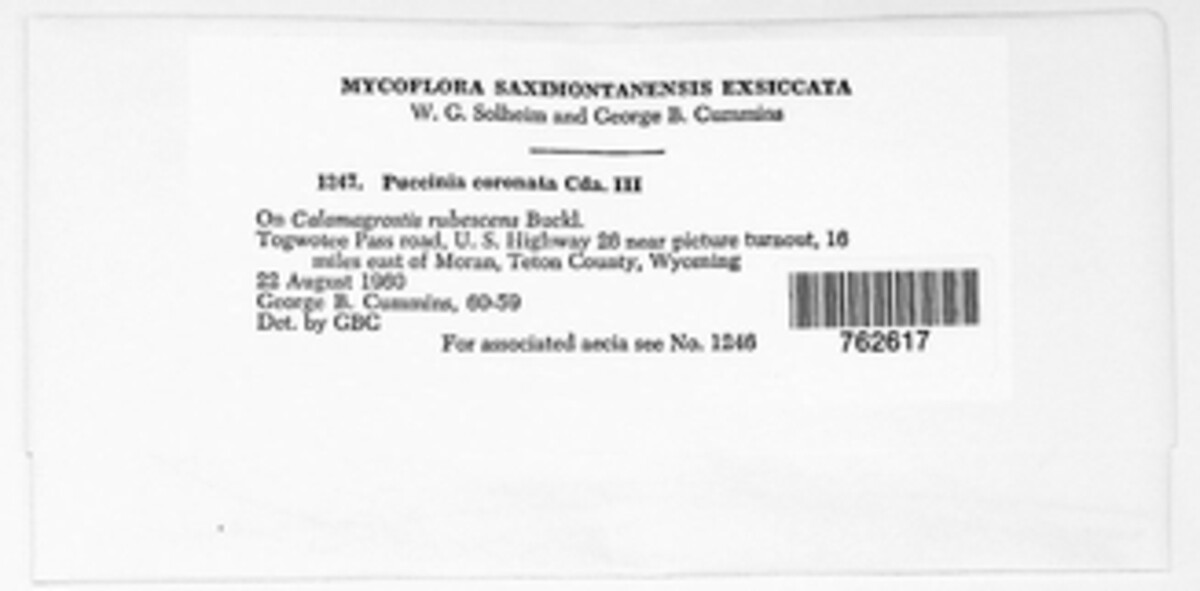 MYCOFLORA SAXIMONTANENSIS EXSICCATA
W. G. Solheim and George B. Cummins
1247. Puccinia coronata Cda. III
On Calamagrostis rubescens Buckl.
Togwotee Pass road, U. S. Highway 26 near picture turnout, 16
miles east of Moran, Teton County, Wyoming
22 August 1960
George B. Cummins, 60-59
Det. by GBC
For associated aecia see No. 1246
762617